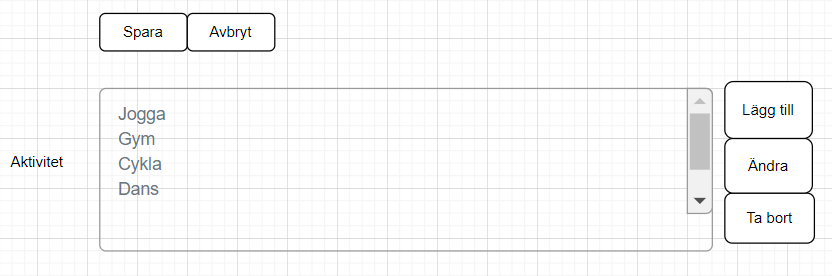 Spara
Avbryt
Jogga
Gym
Cykla
Dans
Aktivitet
Lägg till
Ändra
Ta bort